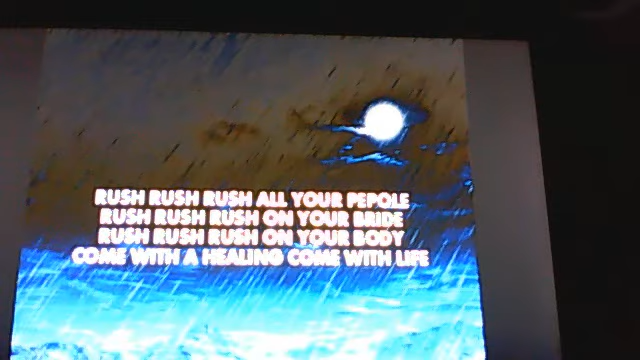 RUSH RUSH RUSH ALL YOUR PEPOLE
RUSH RUSH RUSH ON YOUR BRIDE
RUSH RUSH RUSH ON YOUR BODY
COME WITH A HEALING COME WITH LIFE